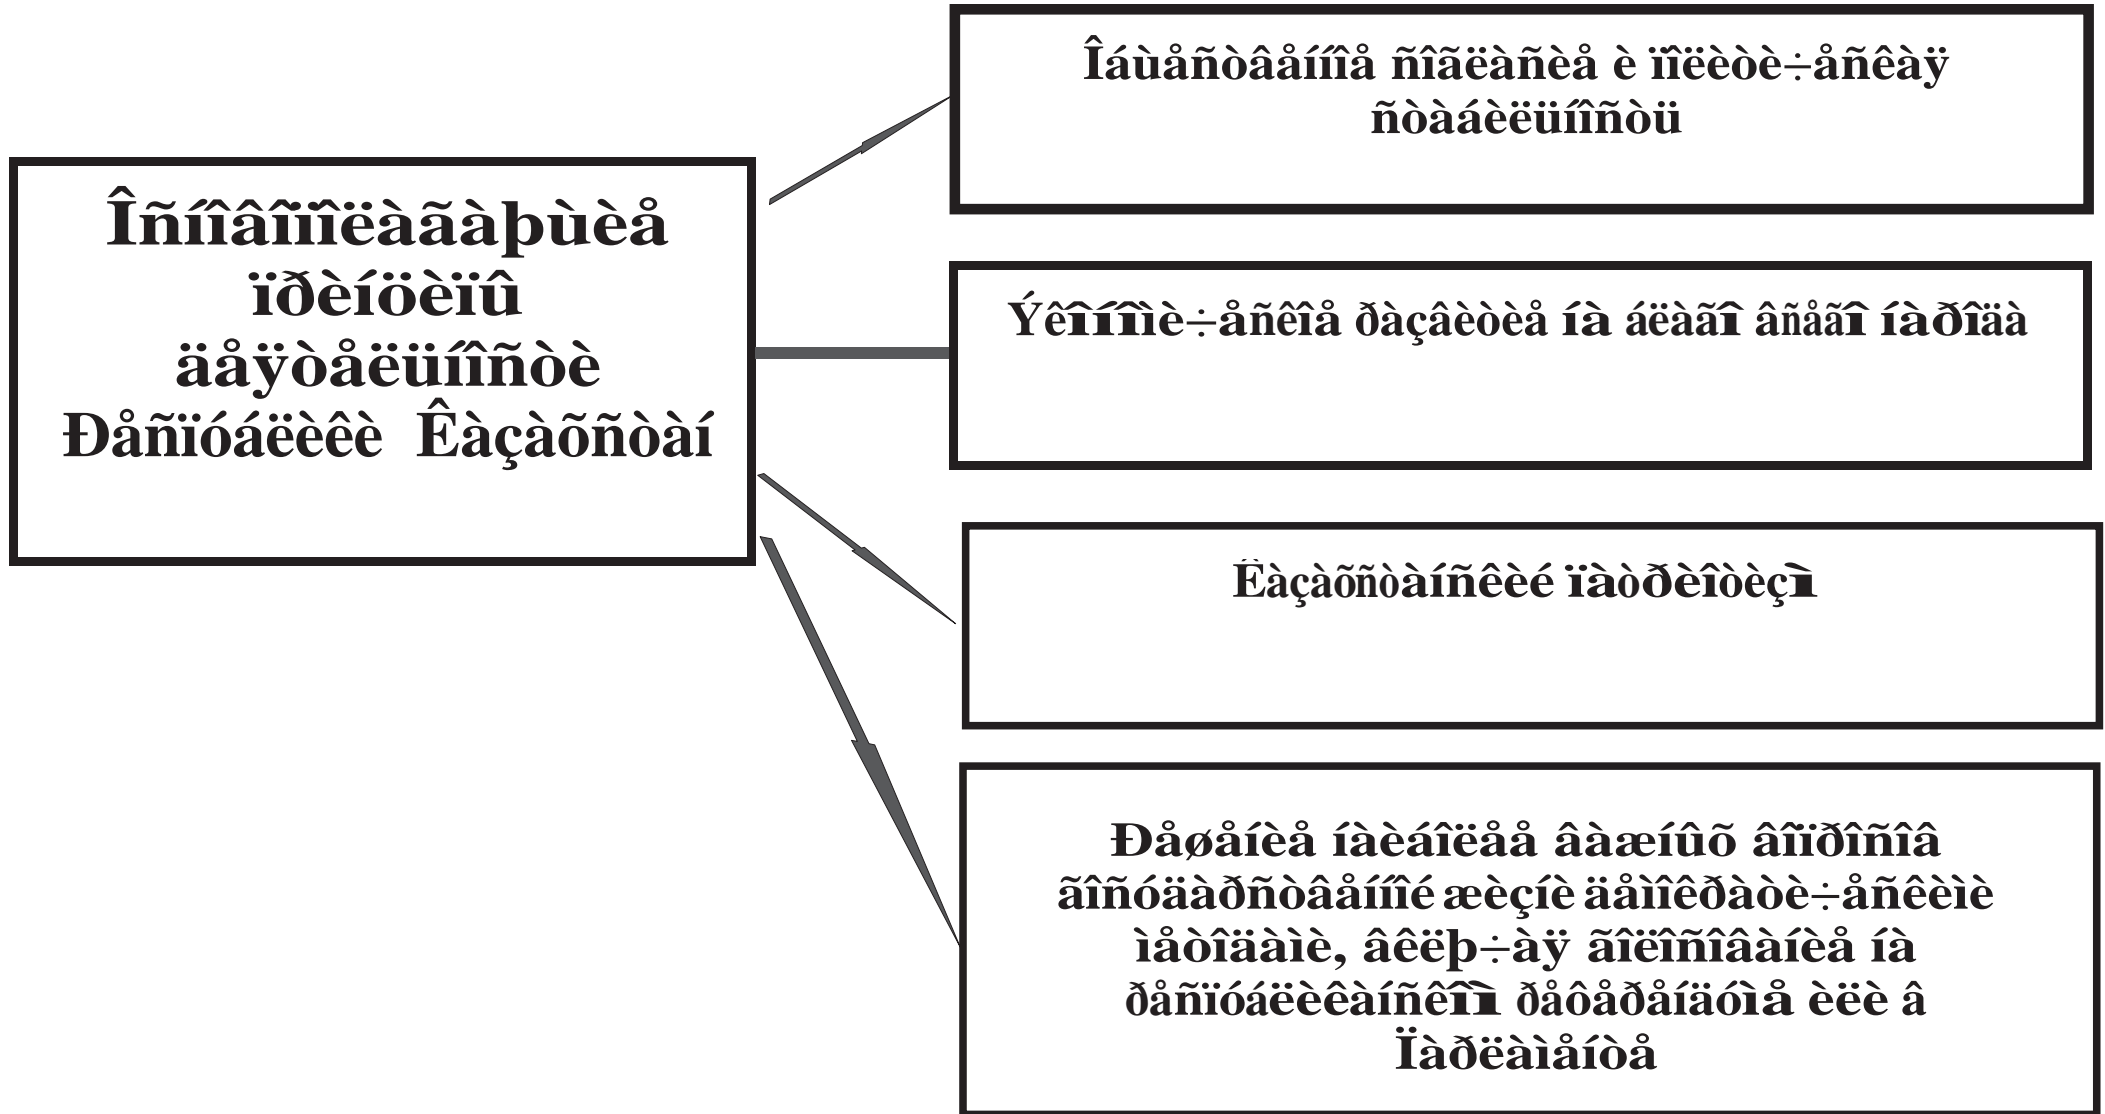 Îñíîâîïîëàãàþùèå
ïðèíöèïû
äåÿòåëüíîñòè
Ðåñïóáëèêè Êàçàõñòàí
Îáùåñòâåííîå ñîãëàñèå è ïîëèòè÷åñêàÿ
ñòàáèëüíîñòü
Ýêîíîìè÷åñêîå ðàçâèòèå íà áëàãî âñåãî íàðîäà
Êàçàõñòàíñêèé ïàòðèîòèçì
Ðåøåíèå íàèáîëåå âàæíûõ âîïðîñîâ
ãîñóäàðñòâåííîé æèçíè äåìîêðàòè÷åñêèìè
ìåòîäàìè, âêëþ÷àÿ ãîëîñîâàíèå íà
ðåñïóáëèêàíñêîì ðåôåðåíäóìå èëè â
Ïàðëàìåíòå